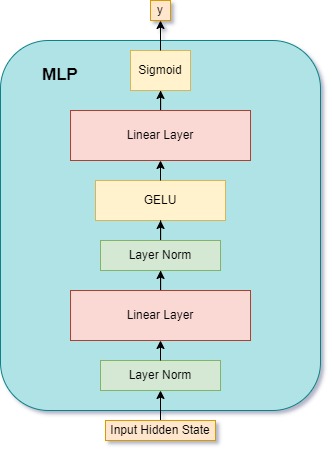 y
MLP
Sigmoid
Linear Layer
GELU
Layer Norm
Linear Layer
Layer Norm
Input Hidden State